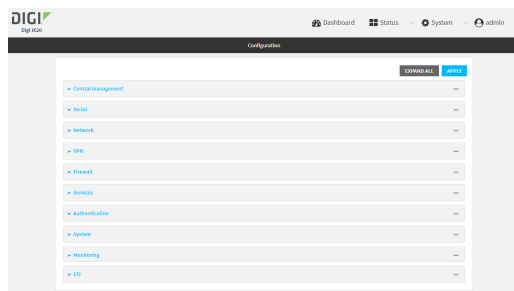 DIGI
Digi IX20
Dashboard
Status
System
admin
Configuration
EXPAND ALL
APPLY
Central management
Serial
Network
VPN
Firewall
Services
Authentication
System
Monitoring
I/O